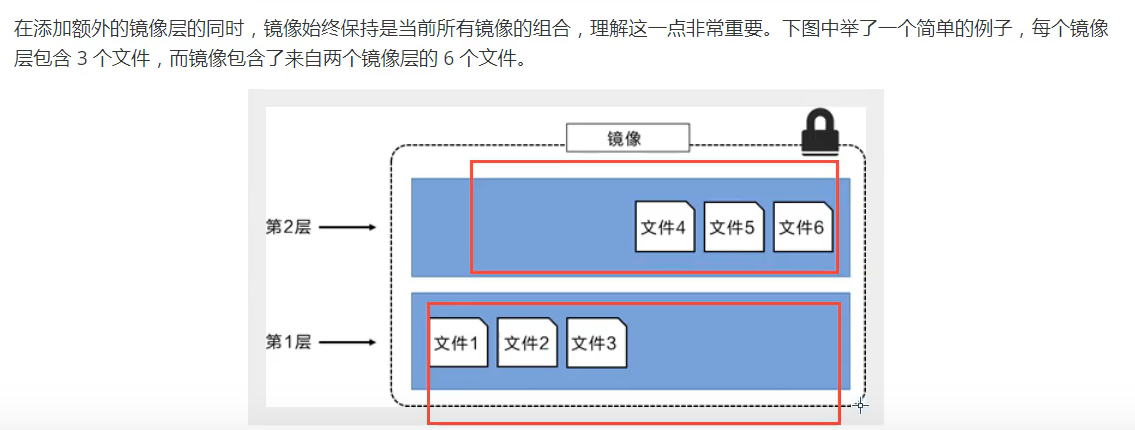 在添加额外的镜像层的同时，镜像始终保持是当前所有镜像的组合，理解这一点非常重要。下图中举了一个简单的例子，每个镜像
层包含 3 个文件，而镜像包含了来自两个镜像层的 6 个文件。
镜像
第2层
文件4 文件5 文件6
第1层
文件1 文件2 文件3